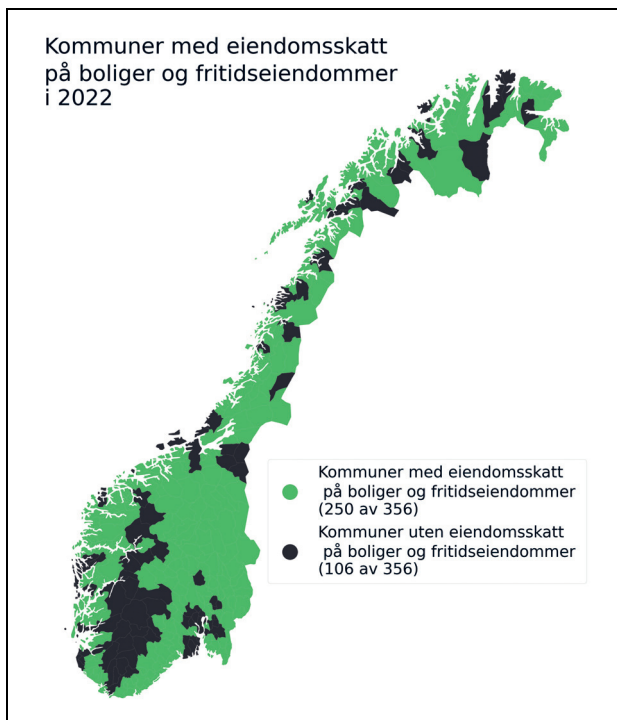 Kommuner med eiendomsskatt
på boliger og fritidseiendommer
i 2022
Kommuner med eiendomsskatt
på boliger og fritidseiendommer
(250 av 356)
Kommuner uten eiendomsskatt
på boliger og fritidseiendommer
(106 av 356)